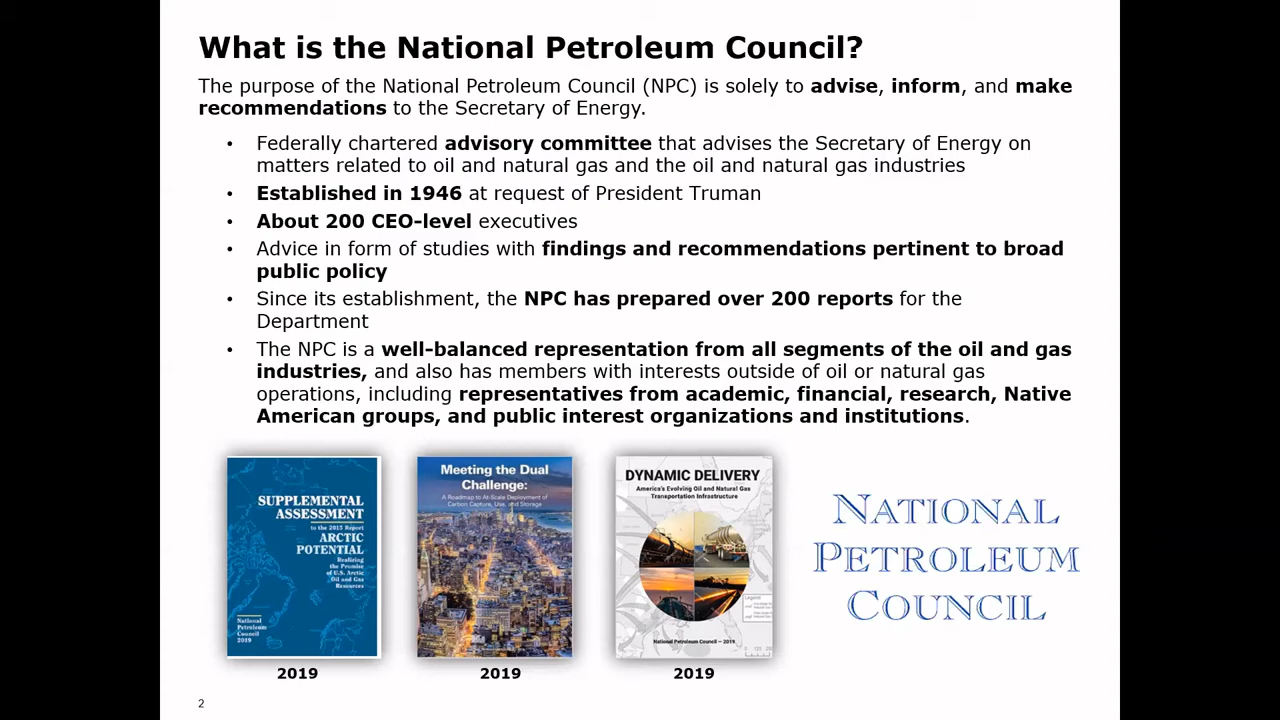 What is the National Petroleum Council?
The purpose of the National Petroleum Council (NPC) is solely to advise, inform, and make
recommendations to the Secretary of Energy.
• Federally chartered advisory committee that advises the Secretary of Energy on
matters related to oil and natural gas and the oil and natural gas industries
• Established in 1946 at request of President Truman
• About 200 CEO-level executives
• Advice in form of studies with findings and recommendations pertinent to broad
public policy
• Since its establishment, the NPC has prepared over 200 reports for the
Department
• The NPC is a well-balanced representation from all segments of the oil and gas
industries, and also has members with interests outside of oil or natural gas
operations, including representatives from academic, financial, research, Native
American groups, and public interest organizations and institutions.
SUPPLEMENTAL
ASSESSMENT
to the 2015 Report
ARCTIC
POTENTIAL
Realizing
the Promise
of U.S. Arctic
Oil and Gas
Resources
National
Petroleum
Council
2019
2019
Meeting the Dual
Challenge:
A Roadmap to At-Scale Deployment of
Carbon Capture, Use, and Storage
2019
DYNAMIC DELIVERY
America's Evolving Oil and Natural Gas
Transportation Infrastructure
Legend
National Petroleum Council – 2019
2019
NATIONAL
PETROLEUM
COUNCIL
2